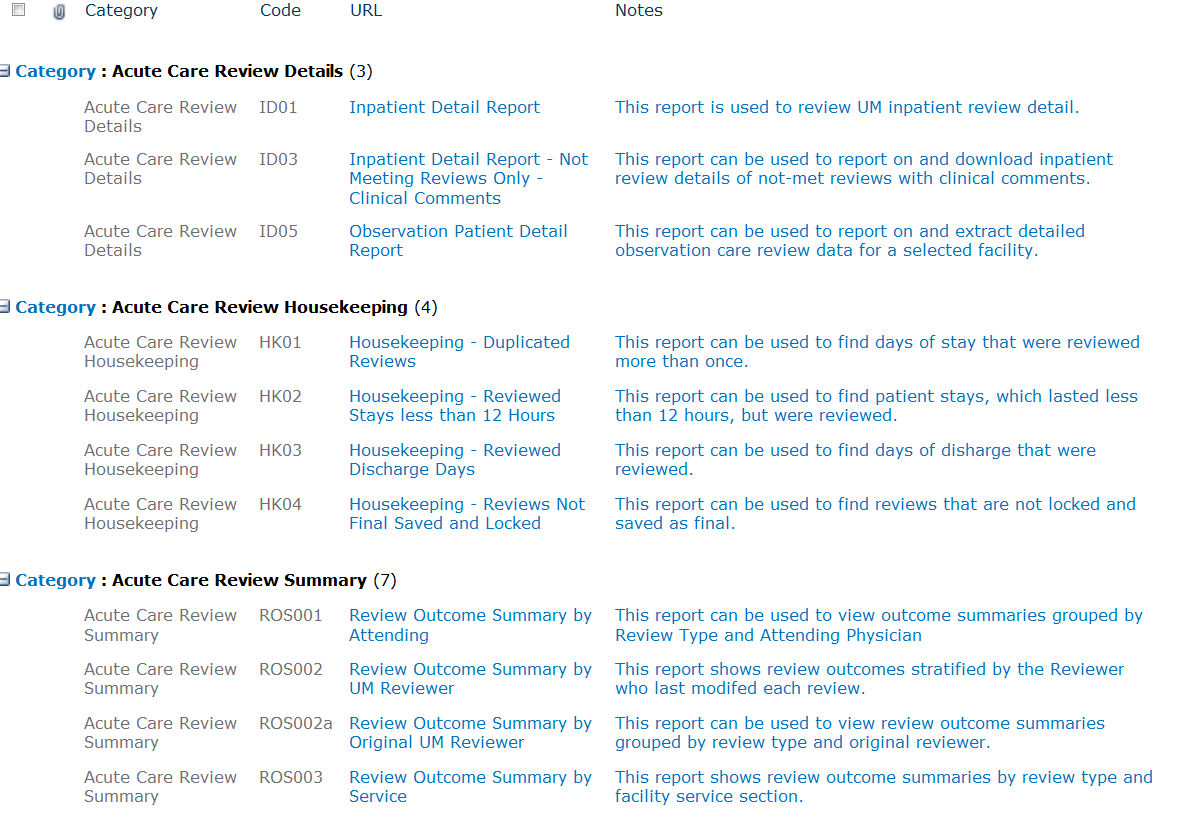 Category Code URL Notes
Category : Acute Care Review Details (3)
Acute Care Review ID01 Inpatient Detail Report This report is used to review UM inpatient review detail.
Details
Acute Care Review ID03 Inpatient Detail Report - Not This report can be used to report on and download inpatient
Details Meeting Reviews Only - review details of not-met reviews with clinical comments.
Clinical Comments
Acute Care Review ID05 Observation Patient Detail This report can be used to report on and extract detailed
Details Report observation care review data for a selected facility.
Category : Acute Care Review Housekeeping (4)
Acute Care Review HK01 Housekeeping - Duplicated This report can be used to find days of stay that were reviewed
Housekeeping Reviews more than once.
Acute Care Review HK02 Housekeeping - Reviewed This report can be used to find patient stays, which lasted less
Housekeeping Stays less than 12 Hours than 12 hours, but were reviewed.
Acute Care Review HK03 Housekeeping - Reviewed This report can be used to find days of disharge that were
Housekeeping Discharge Days reviewed.
Acute Care Review HK04 Housekeeping - Reviews Not This report can be used to find reviews that are not locked and
Housekeeping Final Saved and Locked saved as final.
Category : Acute Care Review Summary (7)
Acute Care Review ROS001 Review Outcome Summary by This report can be used to view outcome summaries grouped by
Summary Attending Review Type and Attending Physician
Acute Care Review ROS002 Review Outcome Summary by This report shows review outcomes stratified by the Reviewer
Summary UM Reviewer who last modifed each review.
Acute Care Review ROS002a Review Outcome Summary by This report can be used to view review outcome summaries
Summary Original UM Reviewer grouped by review type and original reviewer.
Acute Care Review ROS003 Review Outcome Summary by This report shows review outcome summaries by review type and
Summary Service facility service section.